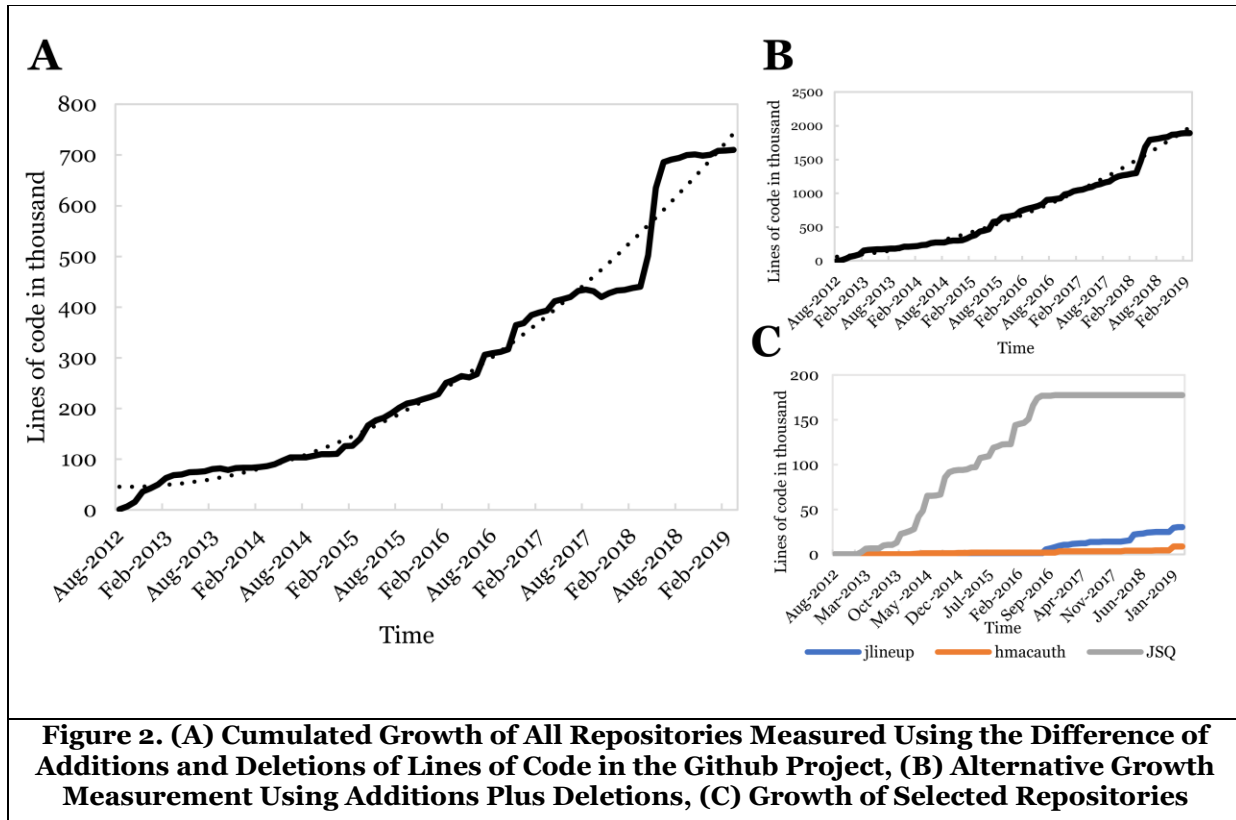 A
Lines of code in thousand
800
700
600
500
400
300
200
100
0
Aug-2012
Feb-2013
Aug-2013
Feb-2014
Aug-2014
Feb-2015
Aug-2015
Feb-2016
Aug-2016
Feb-2017
Aug-2017
Feb-2018
Aug-2018
Feb-2019
Time
B
Lines of code in thousand
2500
2000
1500
1000
500
0
Aug-2012
Feb-2013
Aug-2013
Feb-2014
Aug-2014
Feb-2015
Aug-2015
Feb-2016
Aug-2016
Feb-2017
Aug-2017
Feb-2018
Aug-2018
Feb-2019
Time
C
Lines of code in thousand
200
150
100
50
0
Aug-2012
Mar-2013
Oct-2013
May-2014
Dec-2014
Jul-2015
Feb-2016
Sep-2016
Apr-2017
Nov-2017
Jun-2018
Jan-2019
Time
jlineup hmacauth JSQ
Figure 2. (A) Cumulated Growth of All Repositories Measured Using the Difference of
Additions and Deletions of Lines of Code in the Github Project, (B) Alternative Growth
Measurement Using Additions Plus Deletions, (C) Growth of Selected Repositories